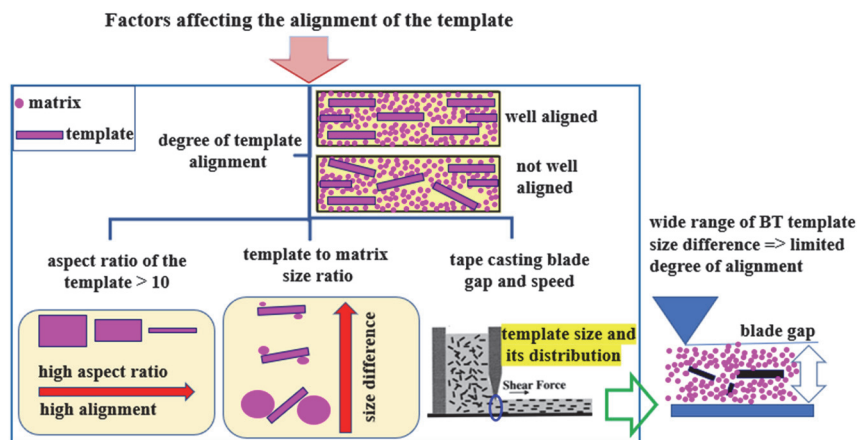 Factors affecting the alignment of the template
matrix
template
degree of template
alignment
well aligned
not well
aligned
aspect ratio of the
template > 10
template to matrix
size ratio
tape casting blade
gap and speed
wide range of BT template
size difference => limited
degree of alignment
high aspect ratio
high alignment
size difference
template size and
its distribution
Shear Force
blade gap